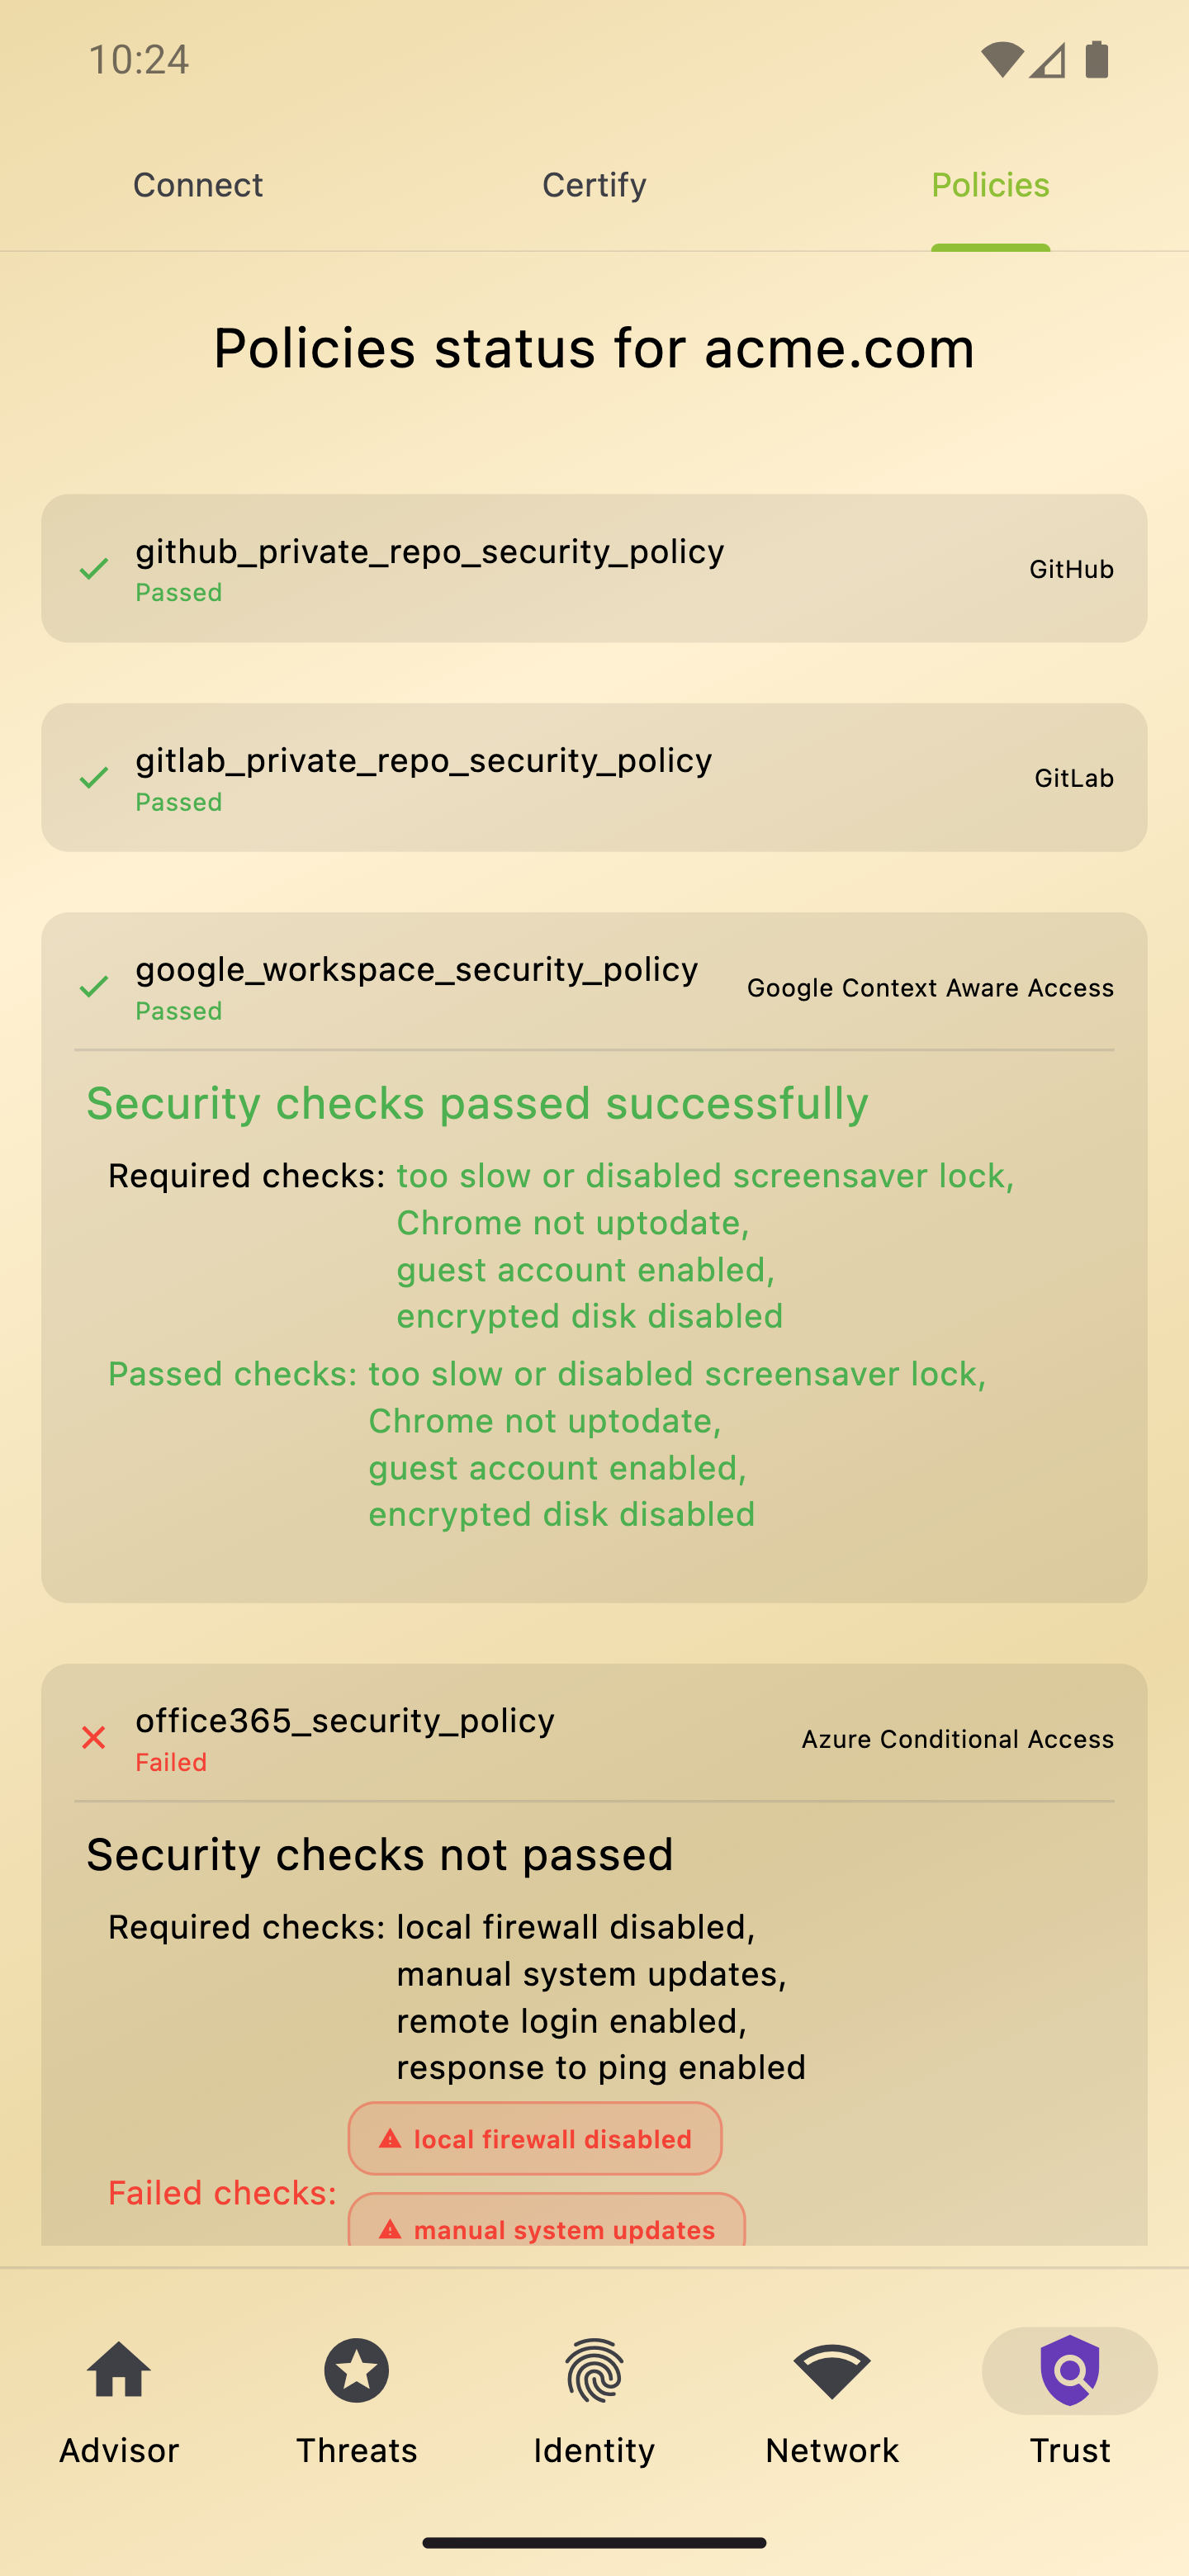 10:24
Connect Certify Policies
Policies status for acme.com
github_private_repo_security_policy
Passed
GitHub
gitlab_private_repo_security_policy
Passed
GitLab
google_workspace_security_policy
Passed
Google Context Aware Access
Security checks passed successfully
Required checks: too slow or disabled screensaver lock,
Chrome not uptodate,
guest account enabled,
encrypted disk disabled
Passed checks: too slow or disabled screensaver lock,
Chrome not uptodate,
guest account enabled,
encrypted disk disabled
office365_security_policy
Failed
Azure Conditional Access
Security checks not passed
Required checks: local firewall disabled,
manual system updates,
remote login enabled,
response to ping enabled
local firewall disabled
Failed checks:
manual system updates
Advisor Threats Identity Network Trust